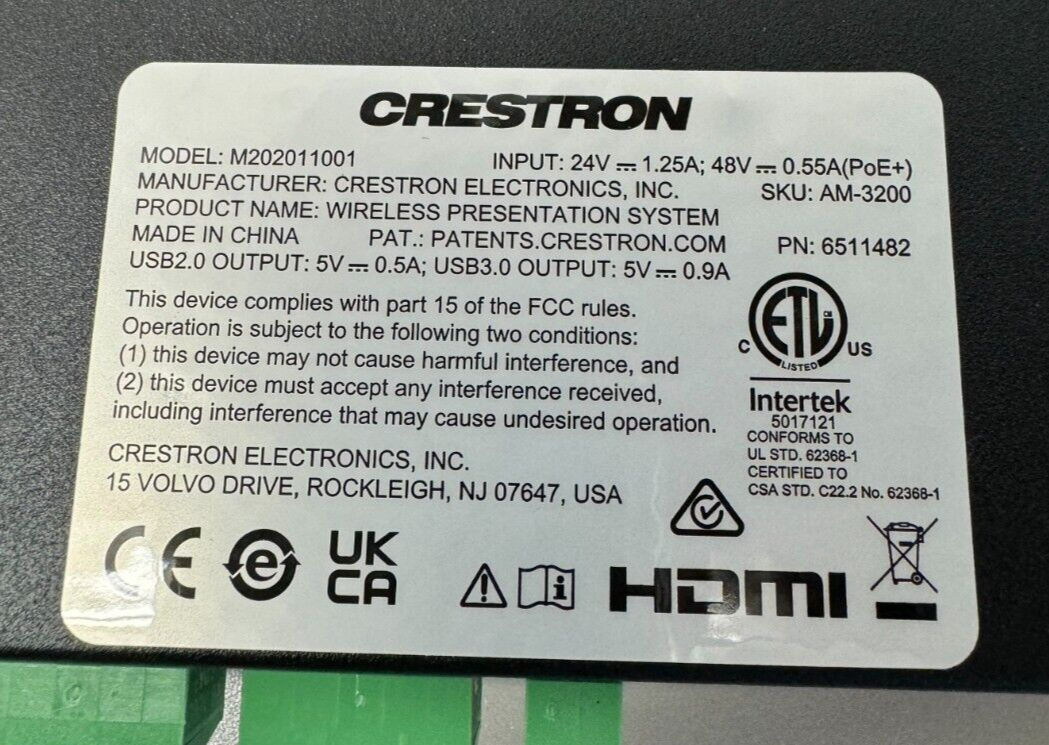 CRESTRON
MODEL: M202011001 INPUT: 24V ⎓ 1.25A; 48V ⎓ 0.55A(PoE+)
MANUFACTURER: CRESTRON ELECTRONICS, INC. SKU: AM-3200
PRODUCT NAME: WIRELESS PRESENTATION SYSTEM
MADE IN CHINA PAT.: PATENTS.CRESTRON.COM PN: 6511482
USB2.0 OUTPUT: 5V ⎓ 0.5A; USB3.0 OUTPUT: 5V ⎓ 0.9A
This device complies with part 15 of the FCC rules.
Operation is subject to the following two conditions:
(1) this device may not cause harmful interference, and
(2) this device must accept any interference received,
including interference that may cause undesired operation.
CRESTRON ELECTRONICS, INC.
15 VOLVO DRIVE, ROCKLEIGH, NJ 07647, USA
ETL CM
C US
LISTED
Intertek
5017121
CONFORMS TO
UL STD. 62368-1
CERTIFIED TO
CSA STD. C22.2 No. 62368-1
CE e UK
CA
i HDMI